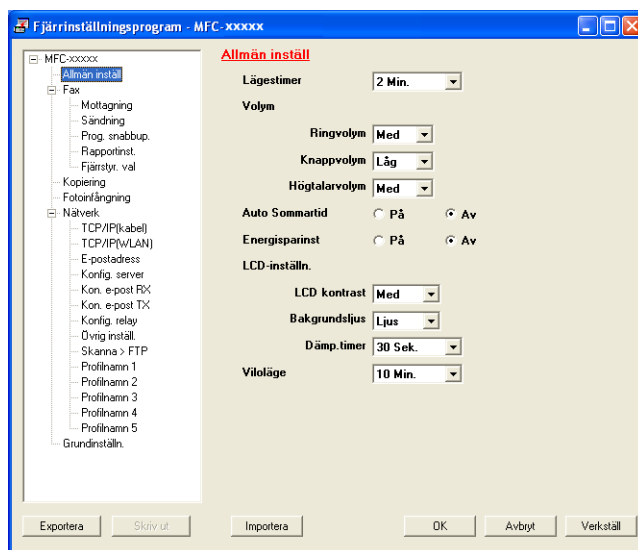 Fjärrinställningsprogram - MFC-xxxxx
MFC-xxxxx
Allmän inställ
Fax
Mottagning
Sändning
Prog. snabbup.
Rapportinst.
Fjärrstyr. val
Kopiering
Fotoinfångning
Nätverk
TCP/IP(kabel)
TCP/IP(WLAN)
E-postadress
Konfig. server
Kon. e-post RX
Kon. e-post TX
Konfig. relay
Övrig inställ.
Skanna > FTP
Profilnamn 1
Profilnamn 2
Profilnamn 3
Profilnamn 4
Profilnamn 5
Grundinställn.
Allmän inställ
Lägestimer 2 Min.
Volym
Ringvolym Med
Knappvolym Låg
Högtalarvolym Med
Auto Sommartid På Av
Energisparinst På Av
LCD-inställn.
LCD kontrast Med
Bakgrundsljus Ljus
Dämp.timer 30 Sek.
Viloläge 10 Min.
Exportera Skriv ut Importera OK Avbryt Verkställ